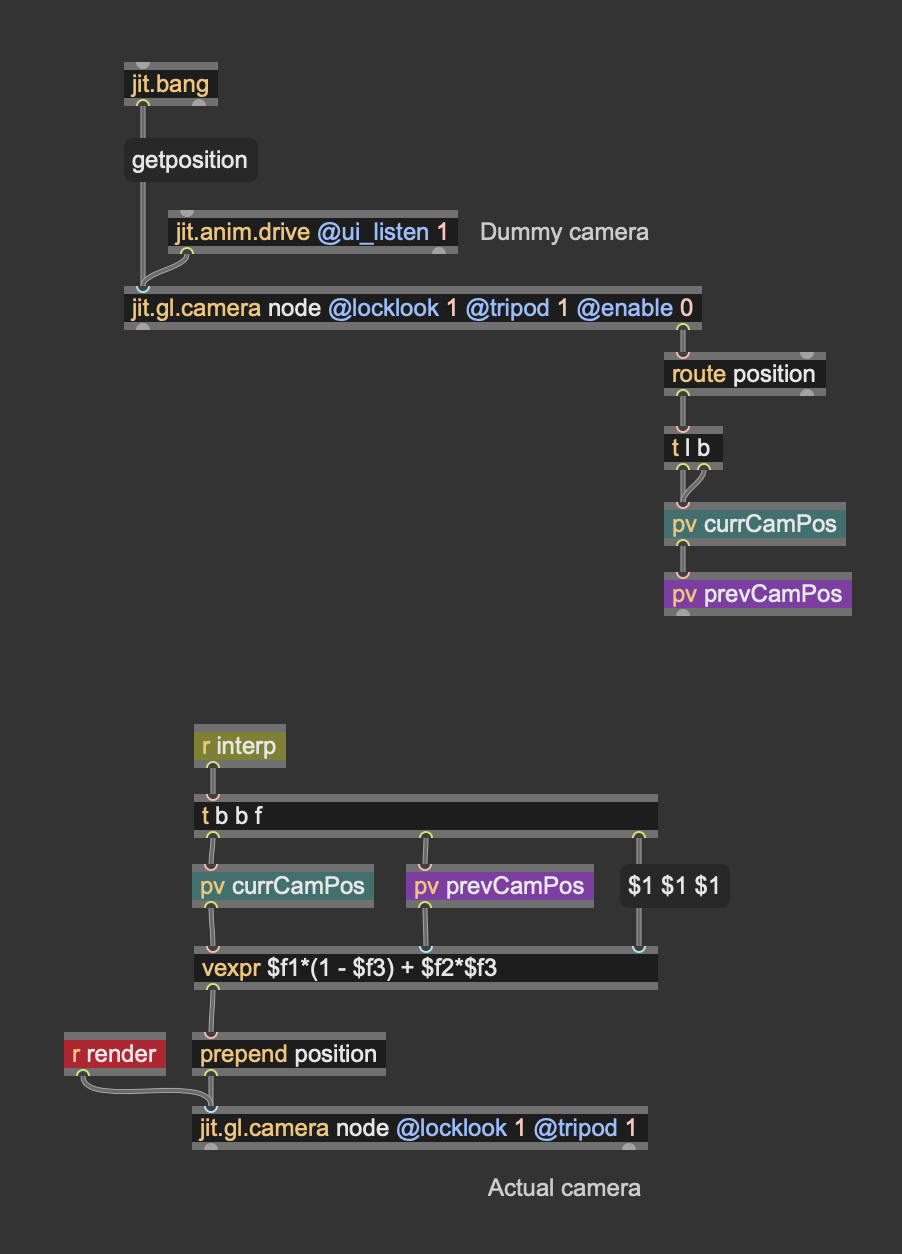 jit.bang
getposition
jit.anim.drive @ui_listen 1
Dummy camera
jit.gl.camera node @locklook 1 @tripod 1 @enable 0
route position
t l b
pv currCamPos
pv prevCamPos
r interp
t b b f
pv currCamPos
pv prevCamPos
$1 $1 $1
vexpr $f1*(1 - $f3) + $f2*$f3
r render
prepend position
jit.gl.camera node @locklook 1 @tripod 1
Actual camera